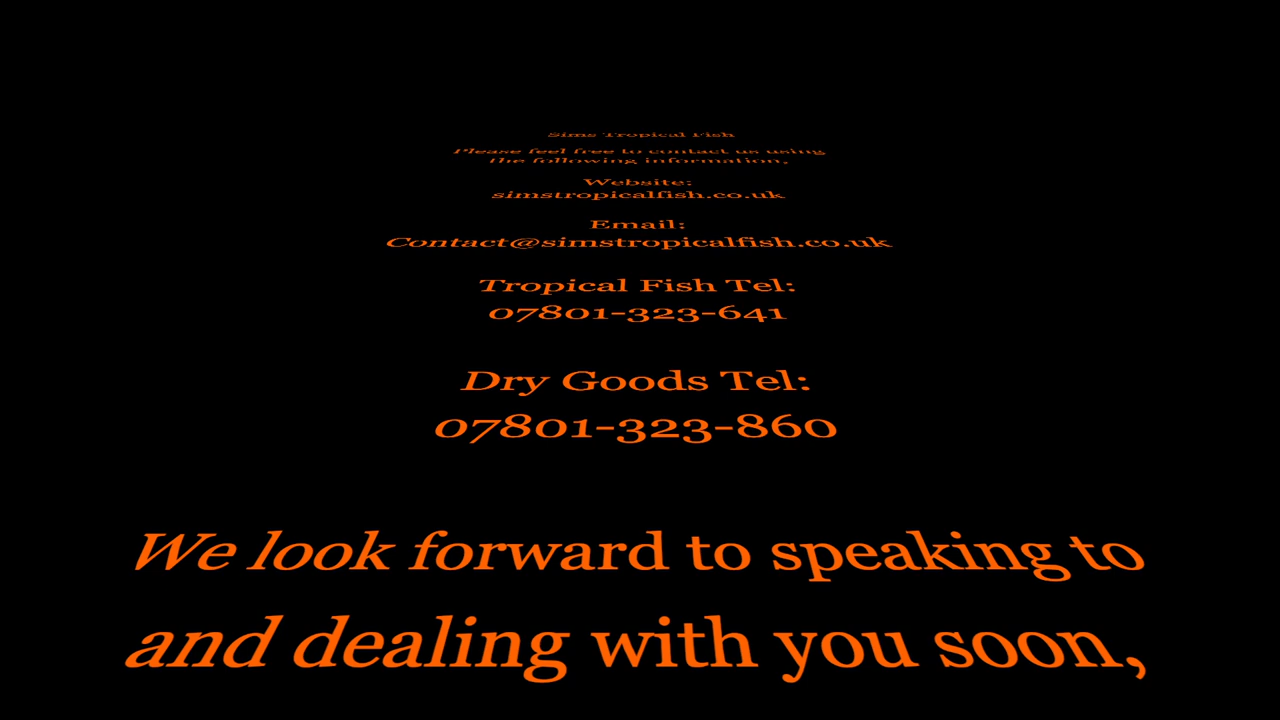 Sims Tropical Fish
Please feel free to contact us using
the following information,
Website:
simstropicalfish.co.uk
Email:
Contact@simstropicalfish.co.uk
Tropical Fish Tel:
07801-323-641
Dry Goods Tel:
07801-323-860
We look forward to speaking to
and dealing with you soon,